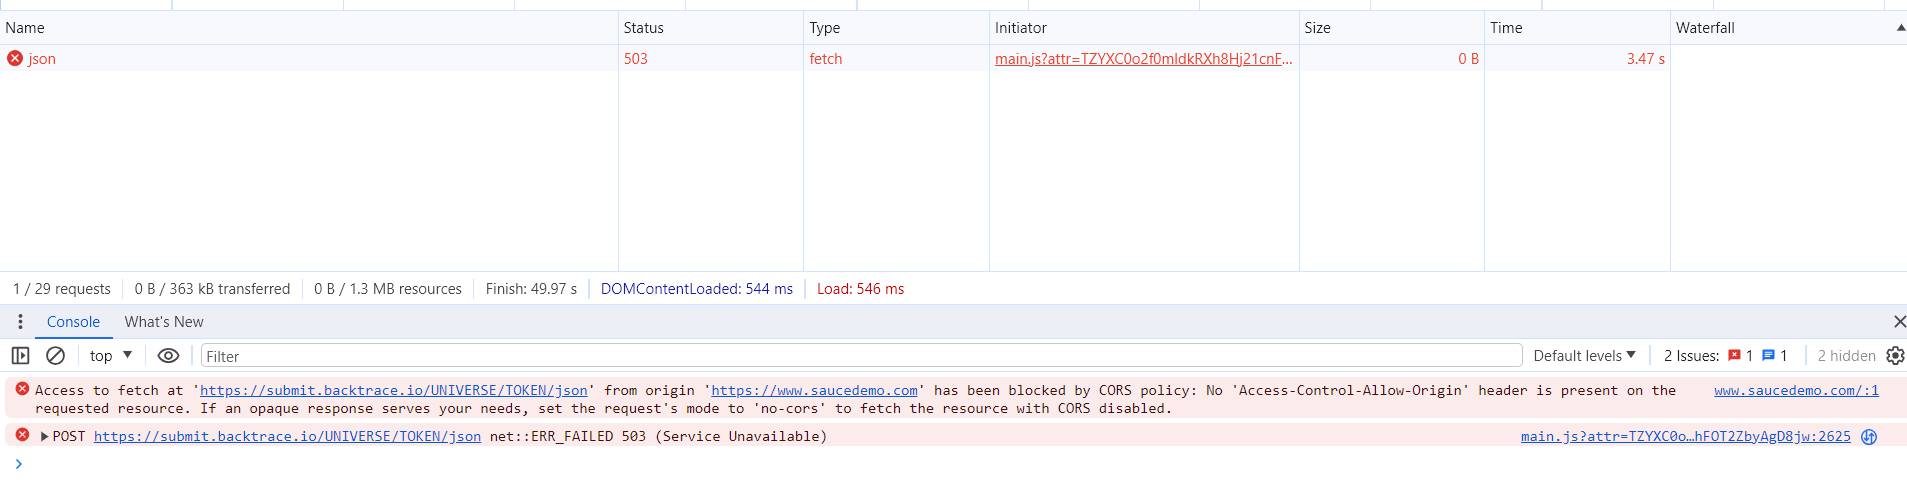 Name Status Type Initiator Size Time Waterfall
json 503 fetch main.js?attr=TZYXC0o2f0mIdkRXh8Hj21cnF... 0 B 3.47 s
1 / 29 requests 0 B / 363 kB transferred 0 B / 1.3 MB resources Finish: 49.97 s DOMContentLoaded: 544 ms Load: 546 ms
Console What's New
top Filter Default levels 2 Issues: 1 1 2 hidden
Access to fetch at 'https://submit.backtrace.io/UNIVERSE/TOKEN/json' from origin 'https://www.saucedemo.com' has been blocked by CORS policy: No 'Access-Control-Allow-Origin' header is present on the www.saucedemo.com/:1
requested resource. If an opaque response serves your needs, set the request's mode to 'no-cors' to fetch the resource with CORS disabled.
POST https://submit.backtrace.io/UNIVERSE/TOKEN/json net::ERR_FAILED 503 (Service Unavailable) main.js?attr=TZYXC0o…hFOT2ZbyAgD8jw:2625